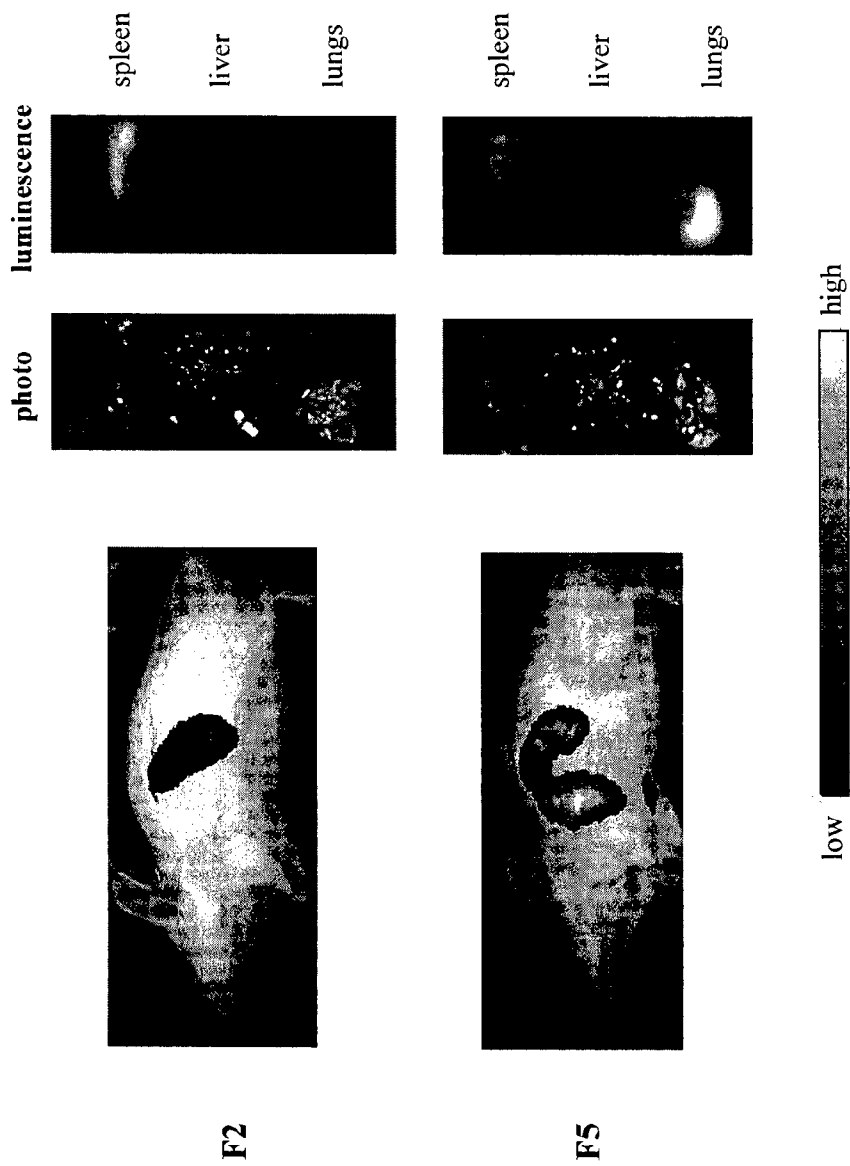 photo luminescence
spleen
liver
lungs
F2
spleen
liver
lungs
F5
low high